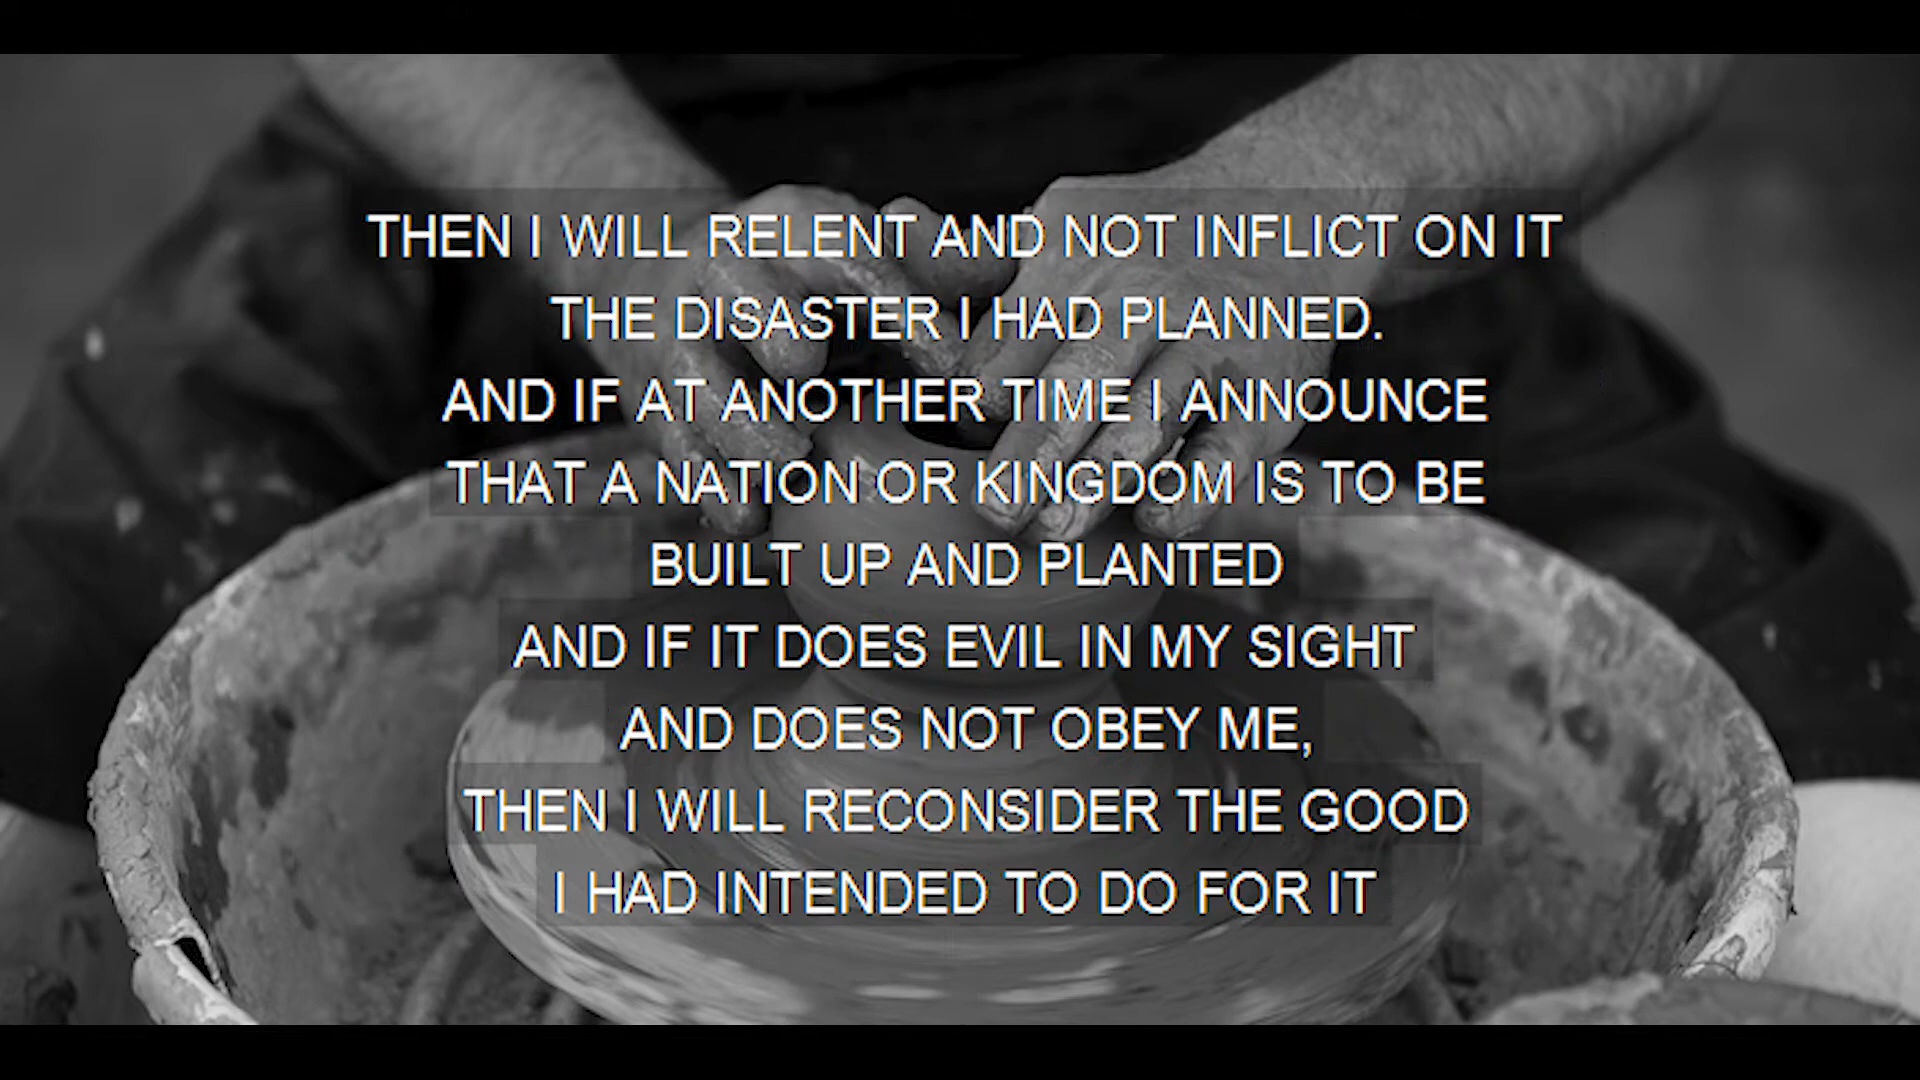 THEN I WILL RELENT AND NOT INFLICT ON IT
THE DISASTER I HAD PLANNED.
AND IF AT ANOTHER TIME I ANNOUNCE
THAT A NATION OR KINGDOM IS TO BE
BUILT UP AND PLANTED
AND IF IT DOES EVIL IN MY SIGHT
AND DOES NOT OBEY ME,
THEN I WILL RECONSIDER THE GOOD
I HAD INTENDED TO DO FOR IT